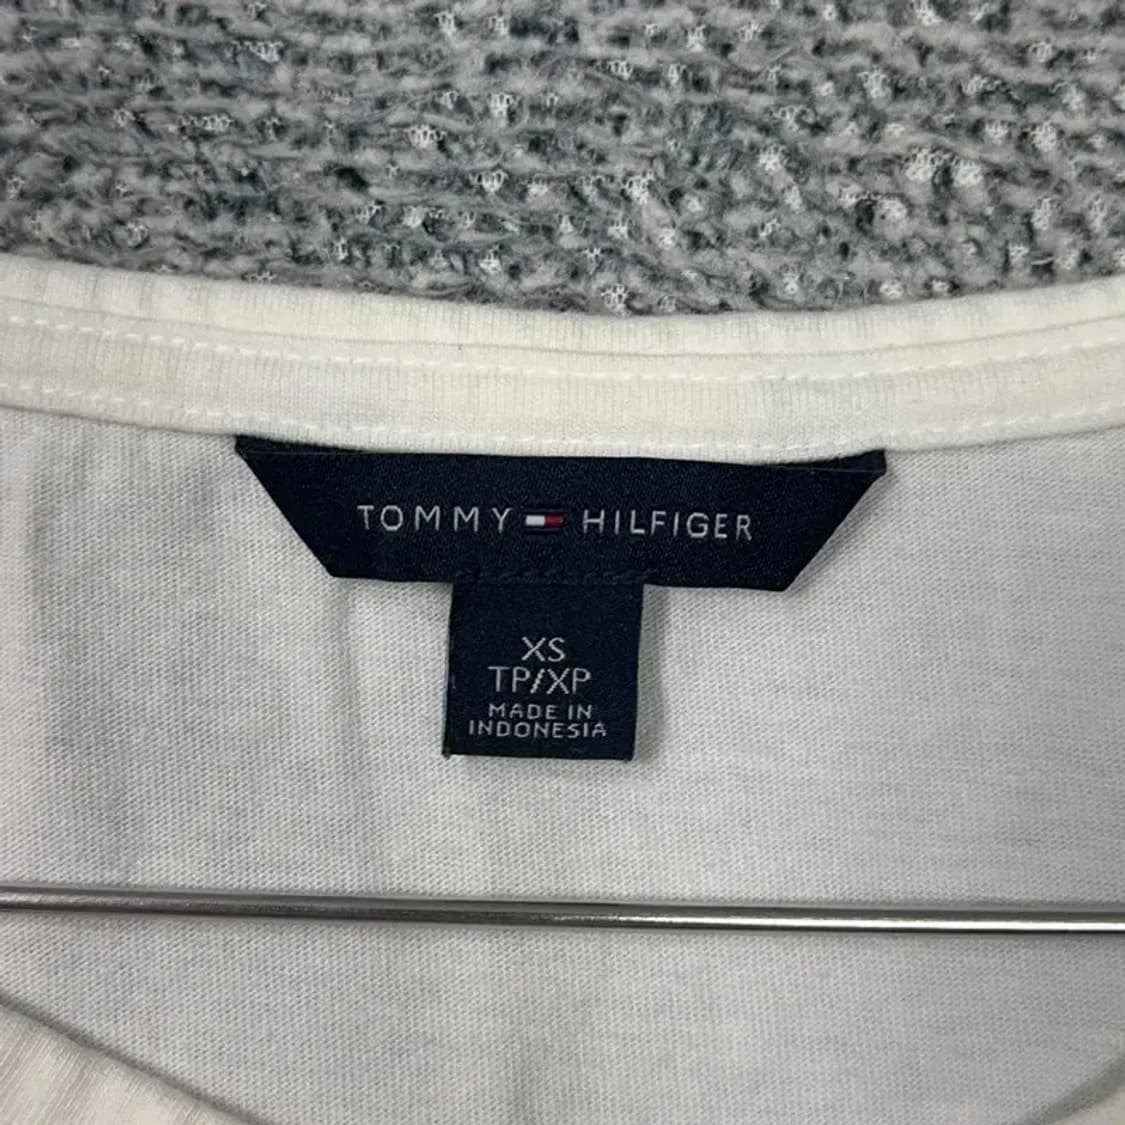 TOMMY HILFIGER
XS
TP/XP
MADE IN
INDONESIA